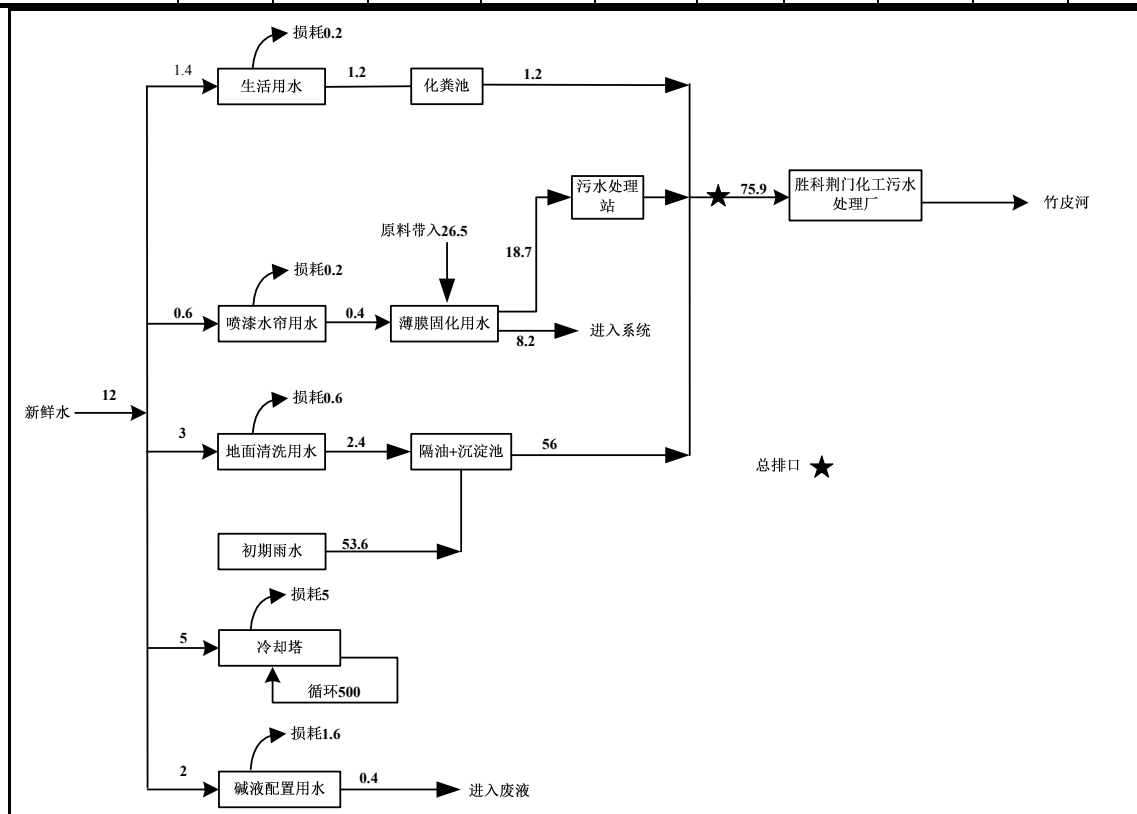 损耗0.2
1.4
生活用水
1.2
化粪池
1.2
污水处理
站
75.9
胜科荆门化工污水
处理厂
竹皮河
原料带入26.5
18.7
损耗0.2
0.6
喷漆水帘用水
0.4
薄膜固化用水
8.2
进入系统
新鲜水
12
损耗0.6
3
地面清洗用水
2.4
隔油+沉淀池
56
总排口
初期雨水
53.6
损耗5
5
冷却塔
循环500
损耗1.6
2
碱液配置用水
0.4
进入废液